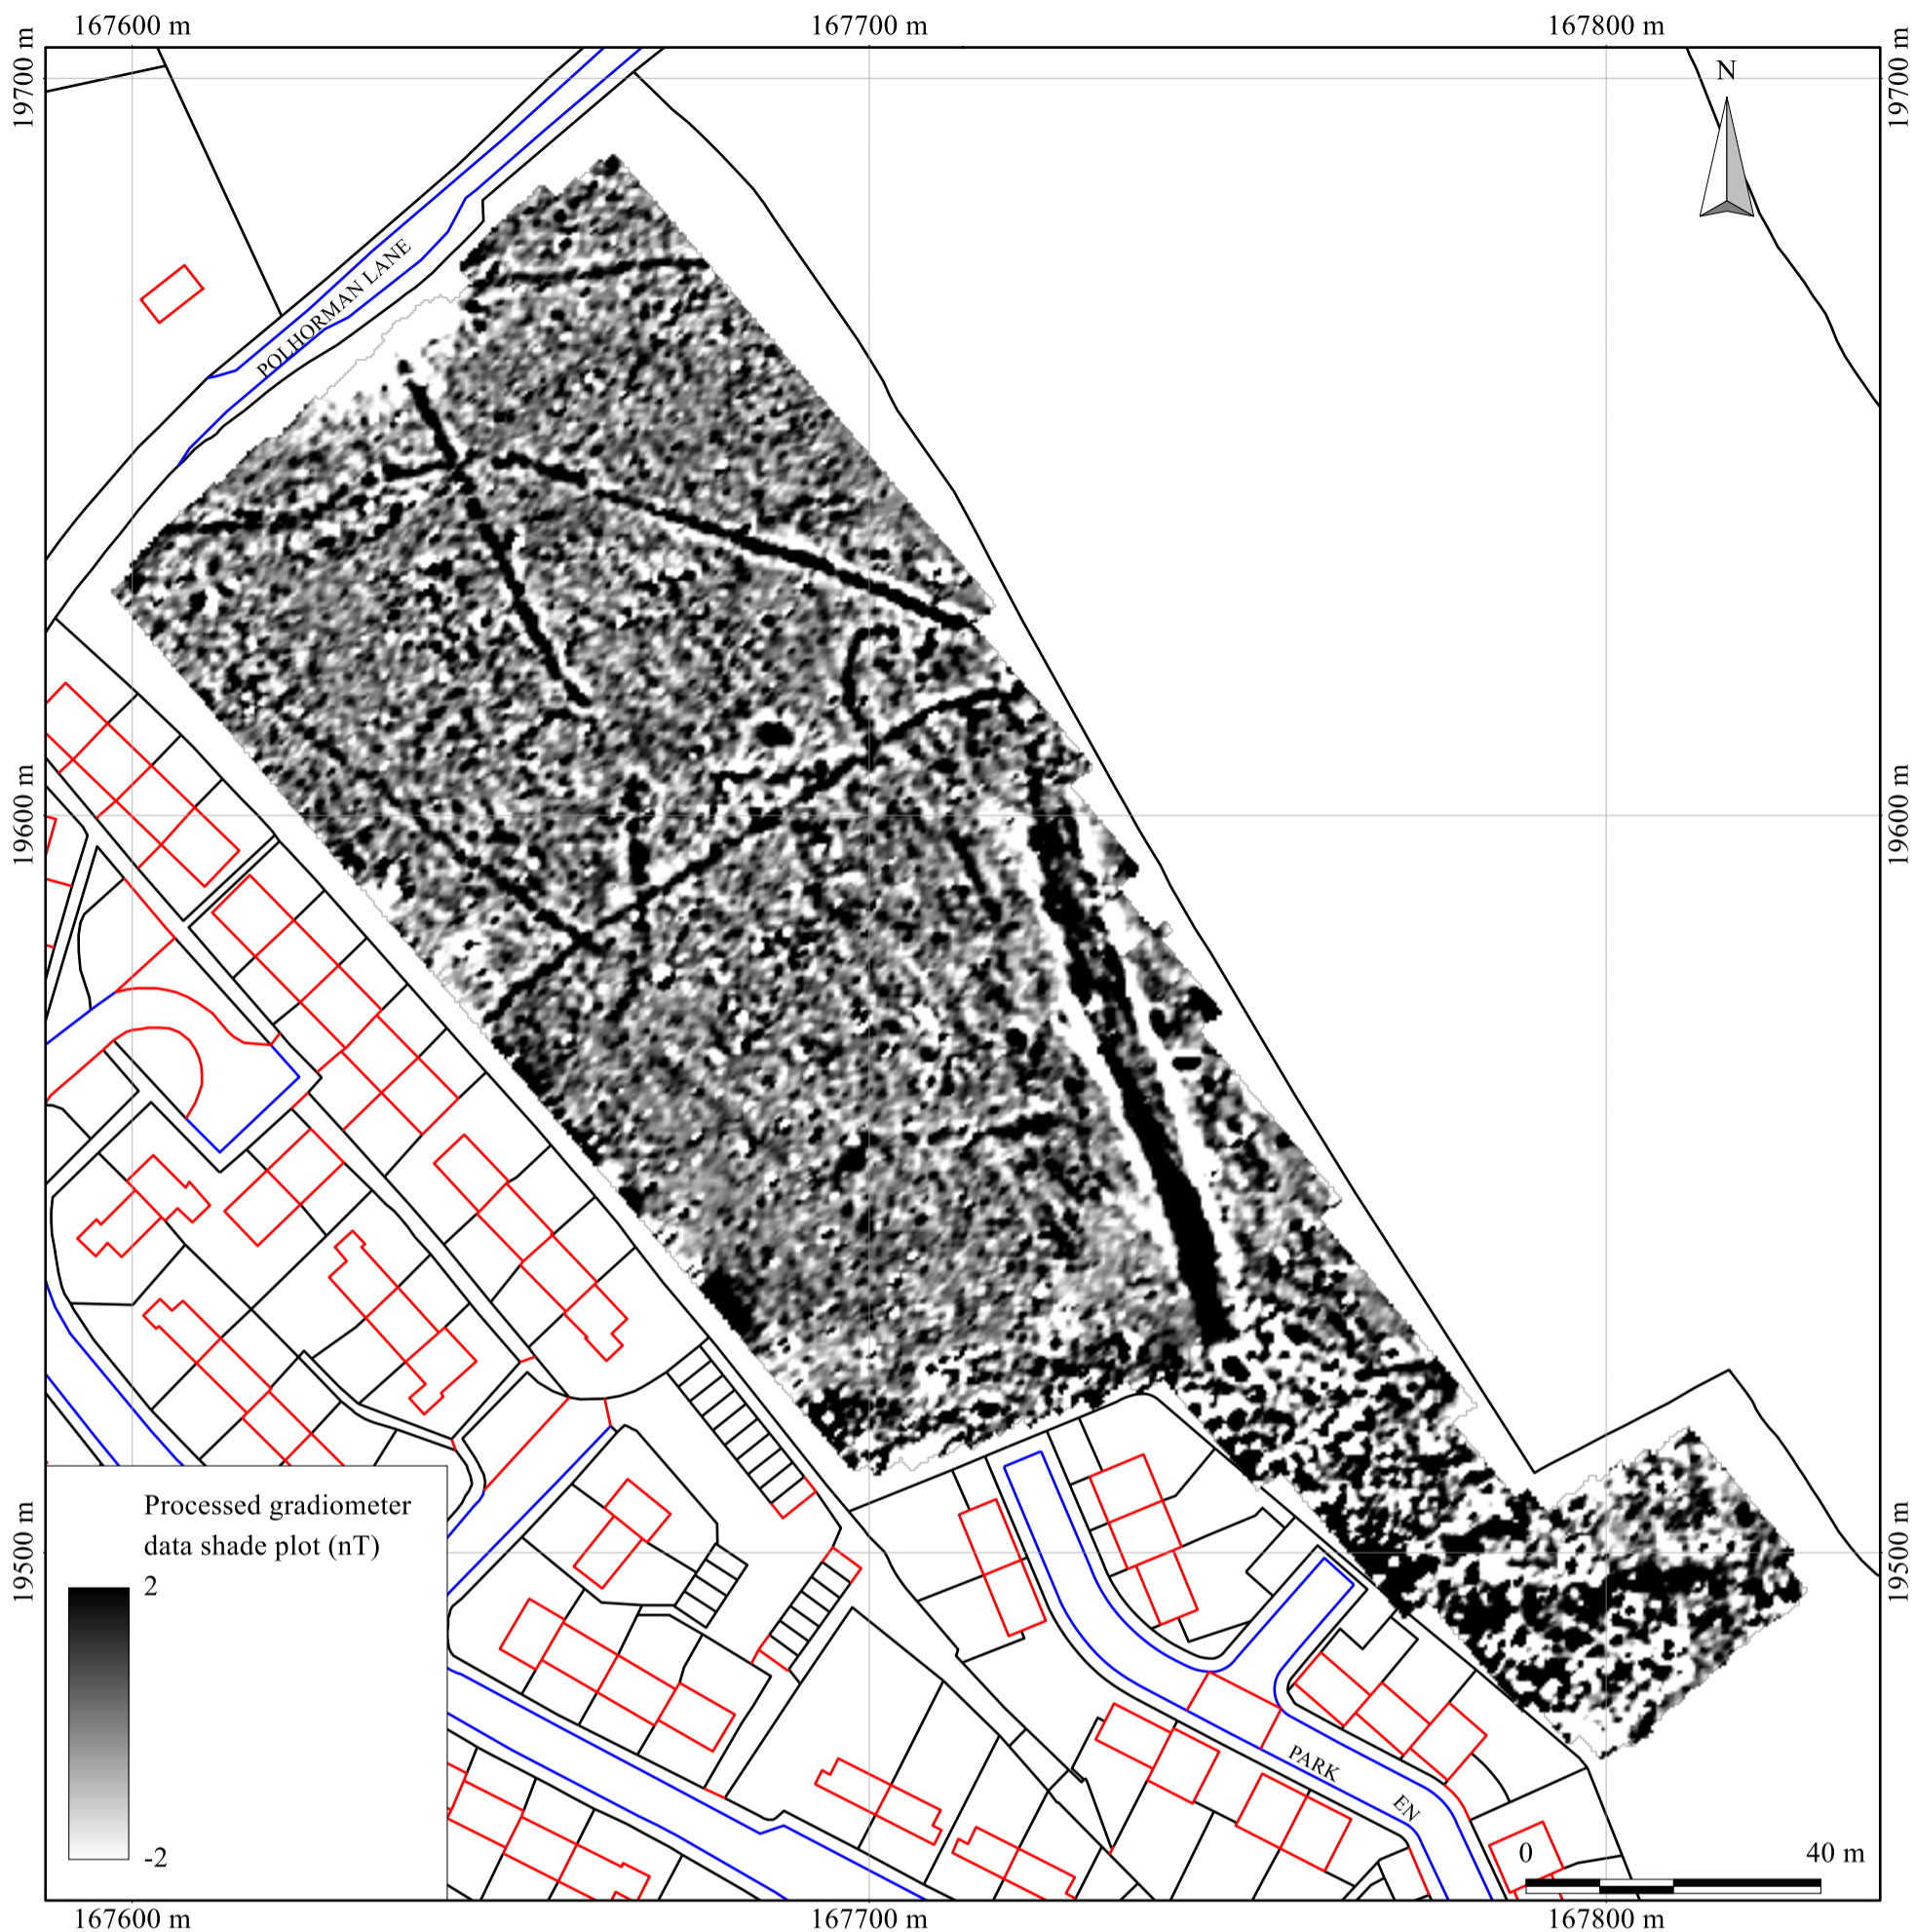 167600 m
167700 m
167800 m
19700 m
19700 m
N
POLHORMAN LANE
19600 m
19600 m
19500 m
19500 m
Processed gradiometer
data shade plot (nT)
2
-2
PARK
EN
0
40 m
167600 m
167700 m
167800 m